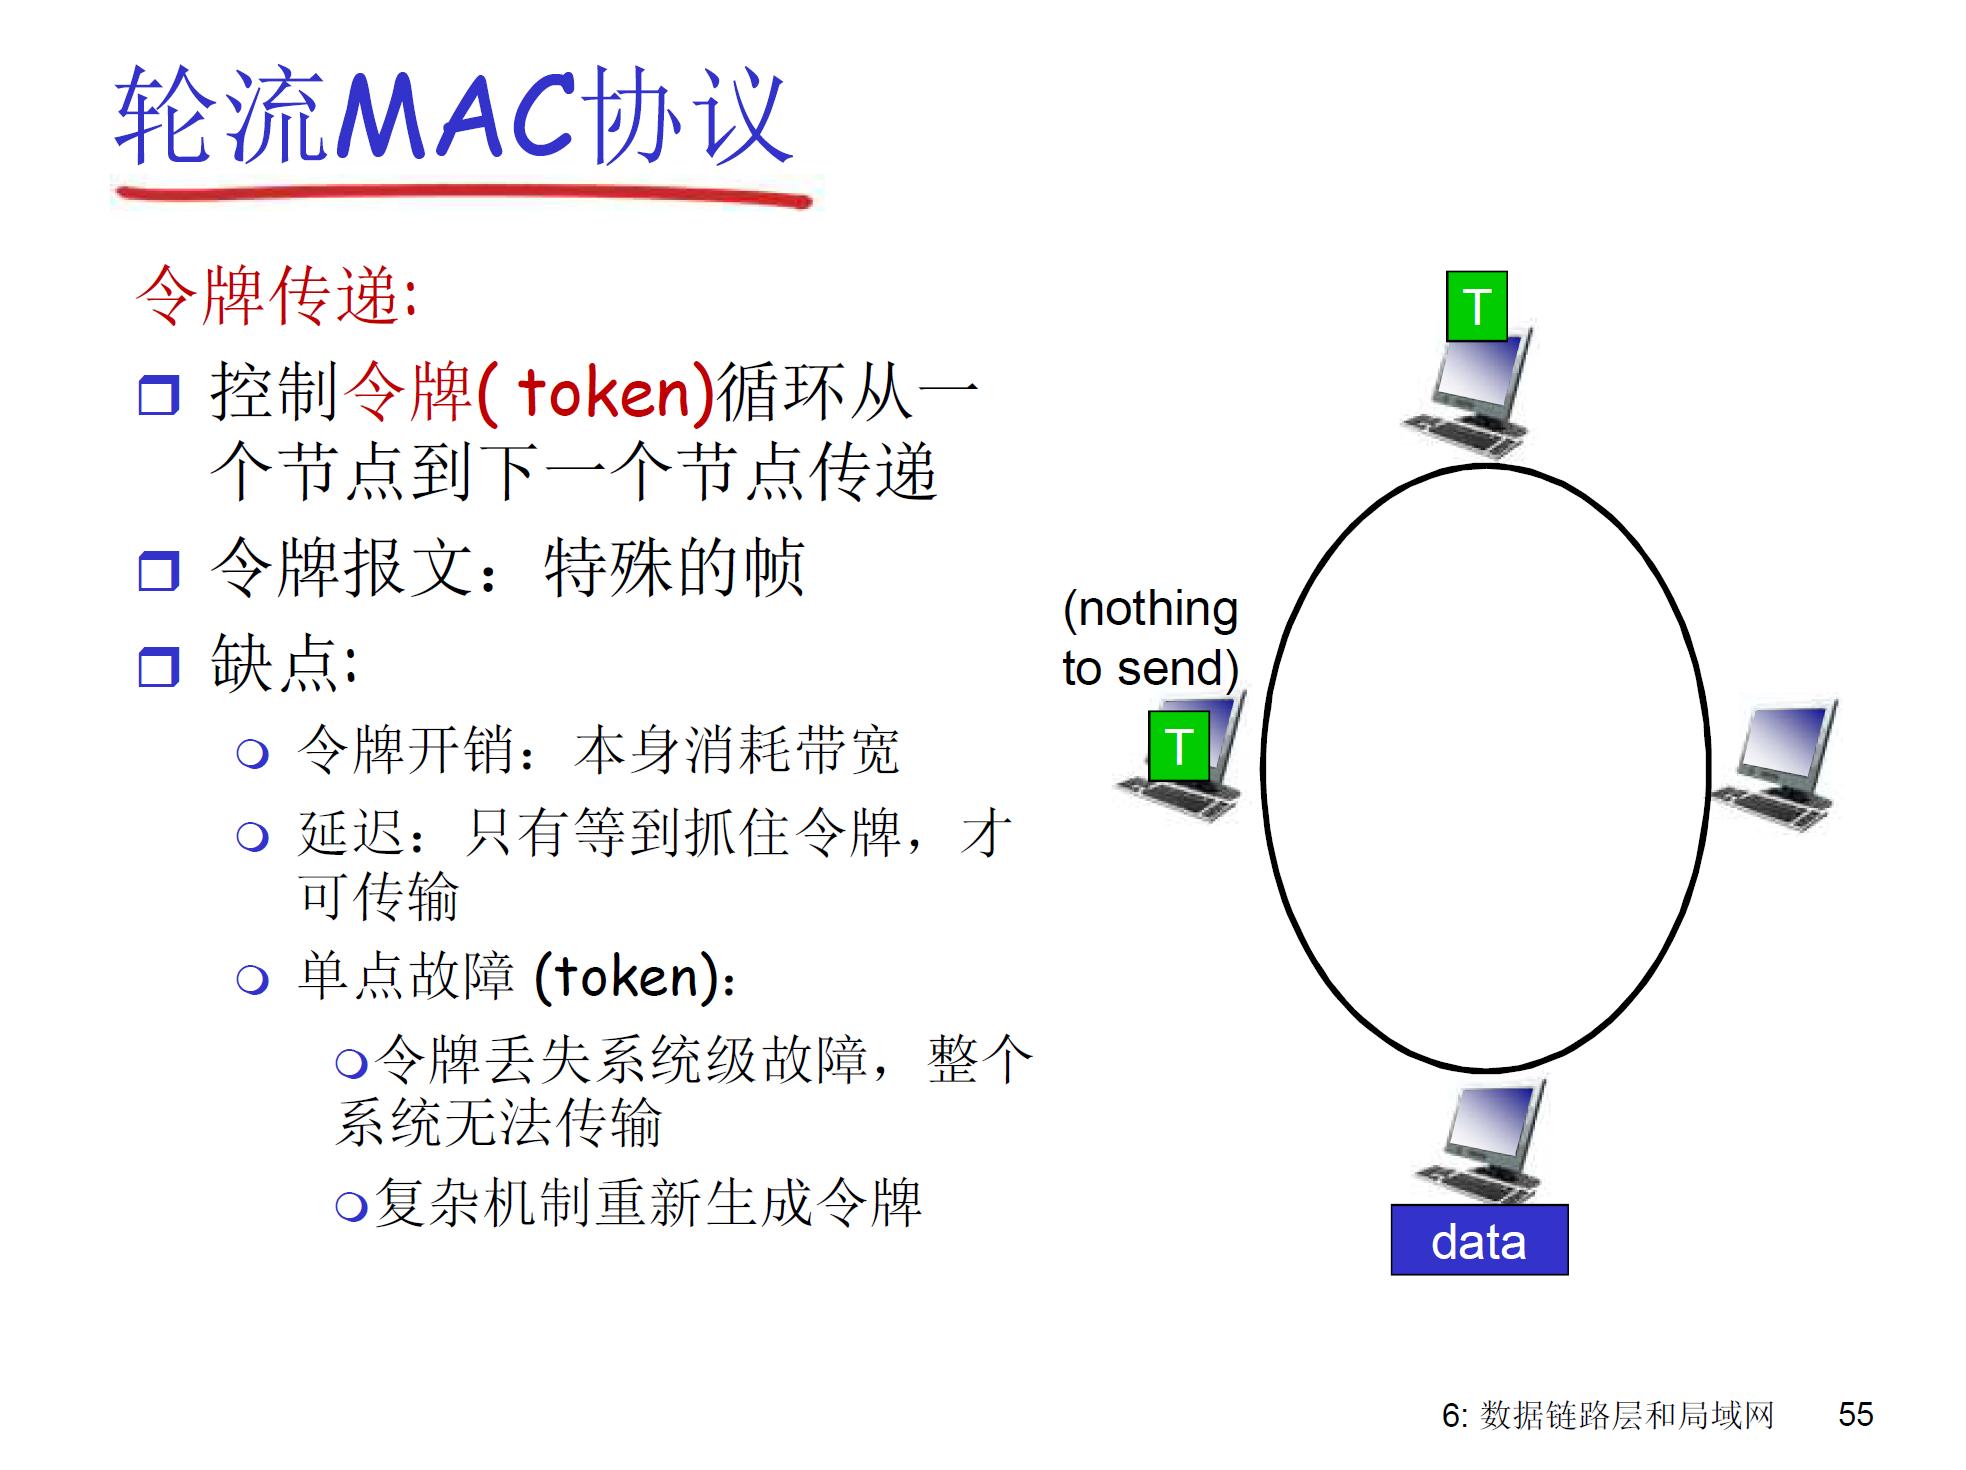 轮流MAC协议
令牌传递:
控制令牌( token)循环从一
个节点到下一个节点传递
令牌报文：特殊的帧
缺点:
令牌开销：本身消耗带宽
延迟：只有等到抓住令牌，才
可传输
单点故障 (token)：
令牌丢失系统级故障，整个
系统无法传输
复杂机制重新生成令牌
T
(nothing
to send)
T
data
6: 数据链路层和局域网 55